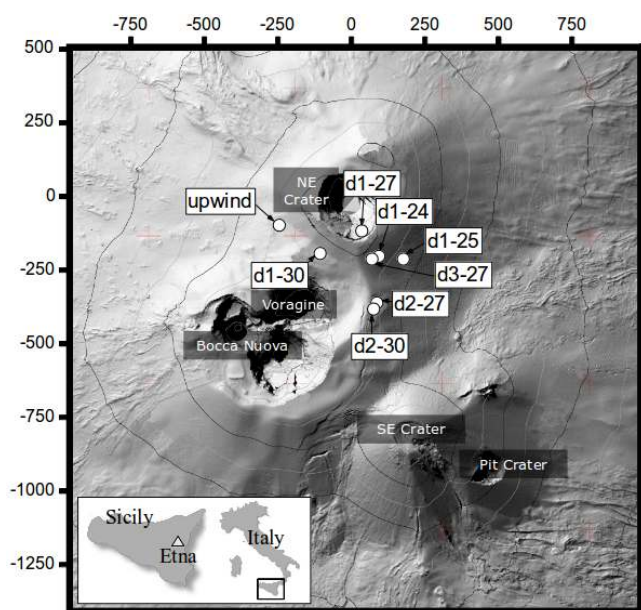 -750 -500 -250 0 250 500 750
500
250
0
-250
-500
-750
-1000
-1250
NE
Crater
d1-27
upwind
d1-24
d1-25
d1-30
d3-27
Voragine
d2-27
Bocca Nuova
d2-30
SE Crater
Pit Crater
Sicily
Etna
Italy